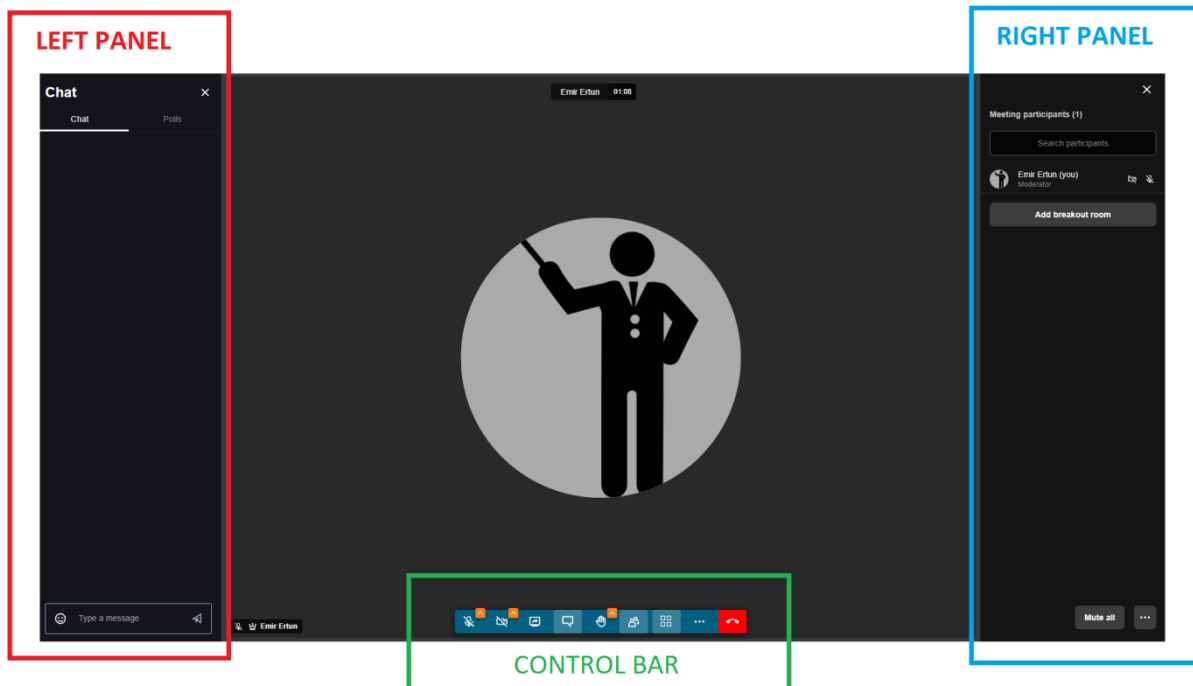 LEFT PANEL
RIGHT PANEL
Chat
Chat Polls
Type a message
Emir Ertun 01:08
Emir Ertun
Meeting participants (1)
Search participants
Emir Ertun (you)
Moderator
Add breakout room
Mute all
CONTROL BAR